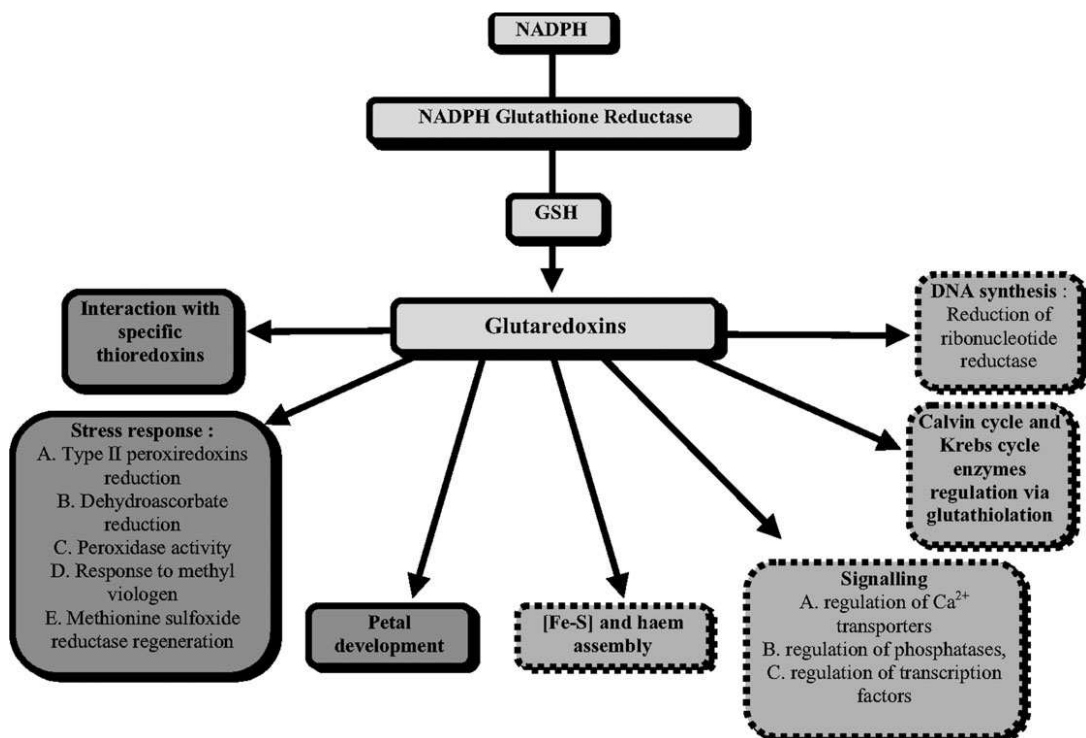 NADPH
NADPH Glutathione Reductase
GSH
Glutaredoxins
Interaction with
specific
thioredoxins
Stress response :
A. Type II peroxiredoxins
reduction
B. Dehydroascorbate
reduction
C. Peroxidase activity
D. Response to methyl
viologen
E. Methionine sulfoxide
reductase regeneration
Petal
development
[Fe-S] and haem
assembly
Signalling
A. regulation of Ca²⁺
transporters
B. regulation of phosphatases,
C. regulation of transcription
factors
Calvin cycle and
Krebs cycle
enzymes
regulation via
glutathiolation
DNA synthesis :
Reduction of
ribonucleotide
reductase